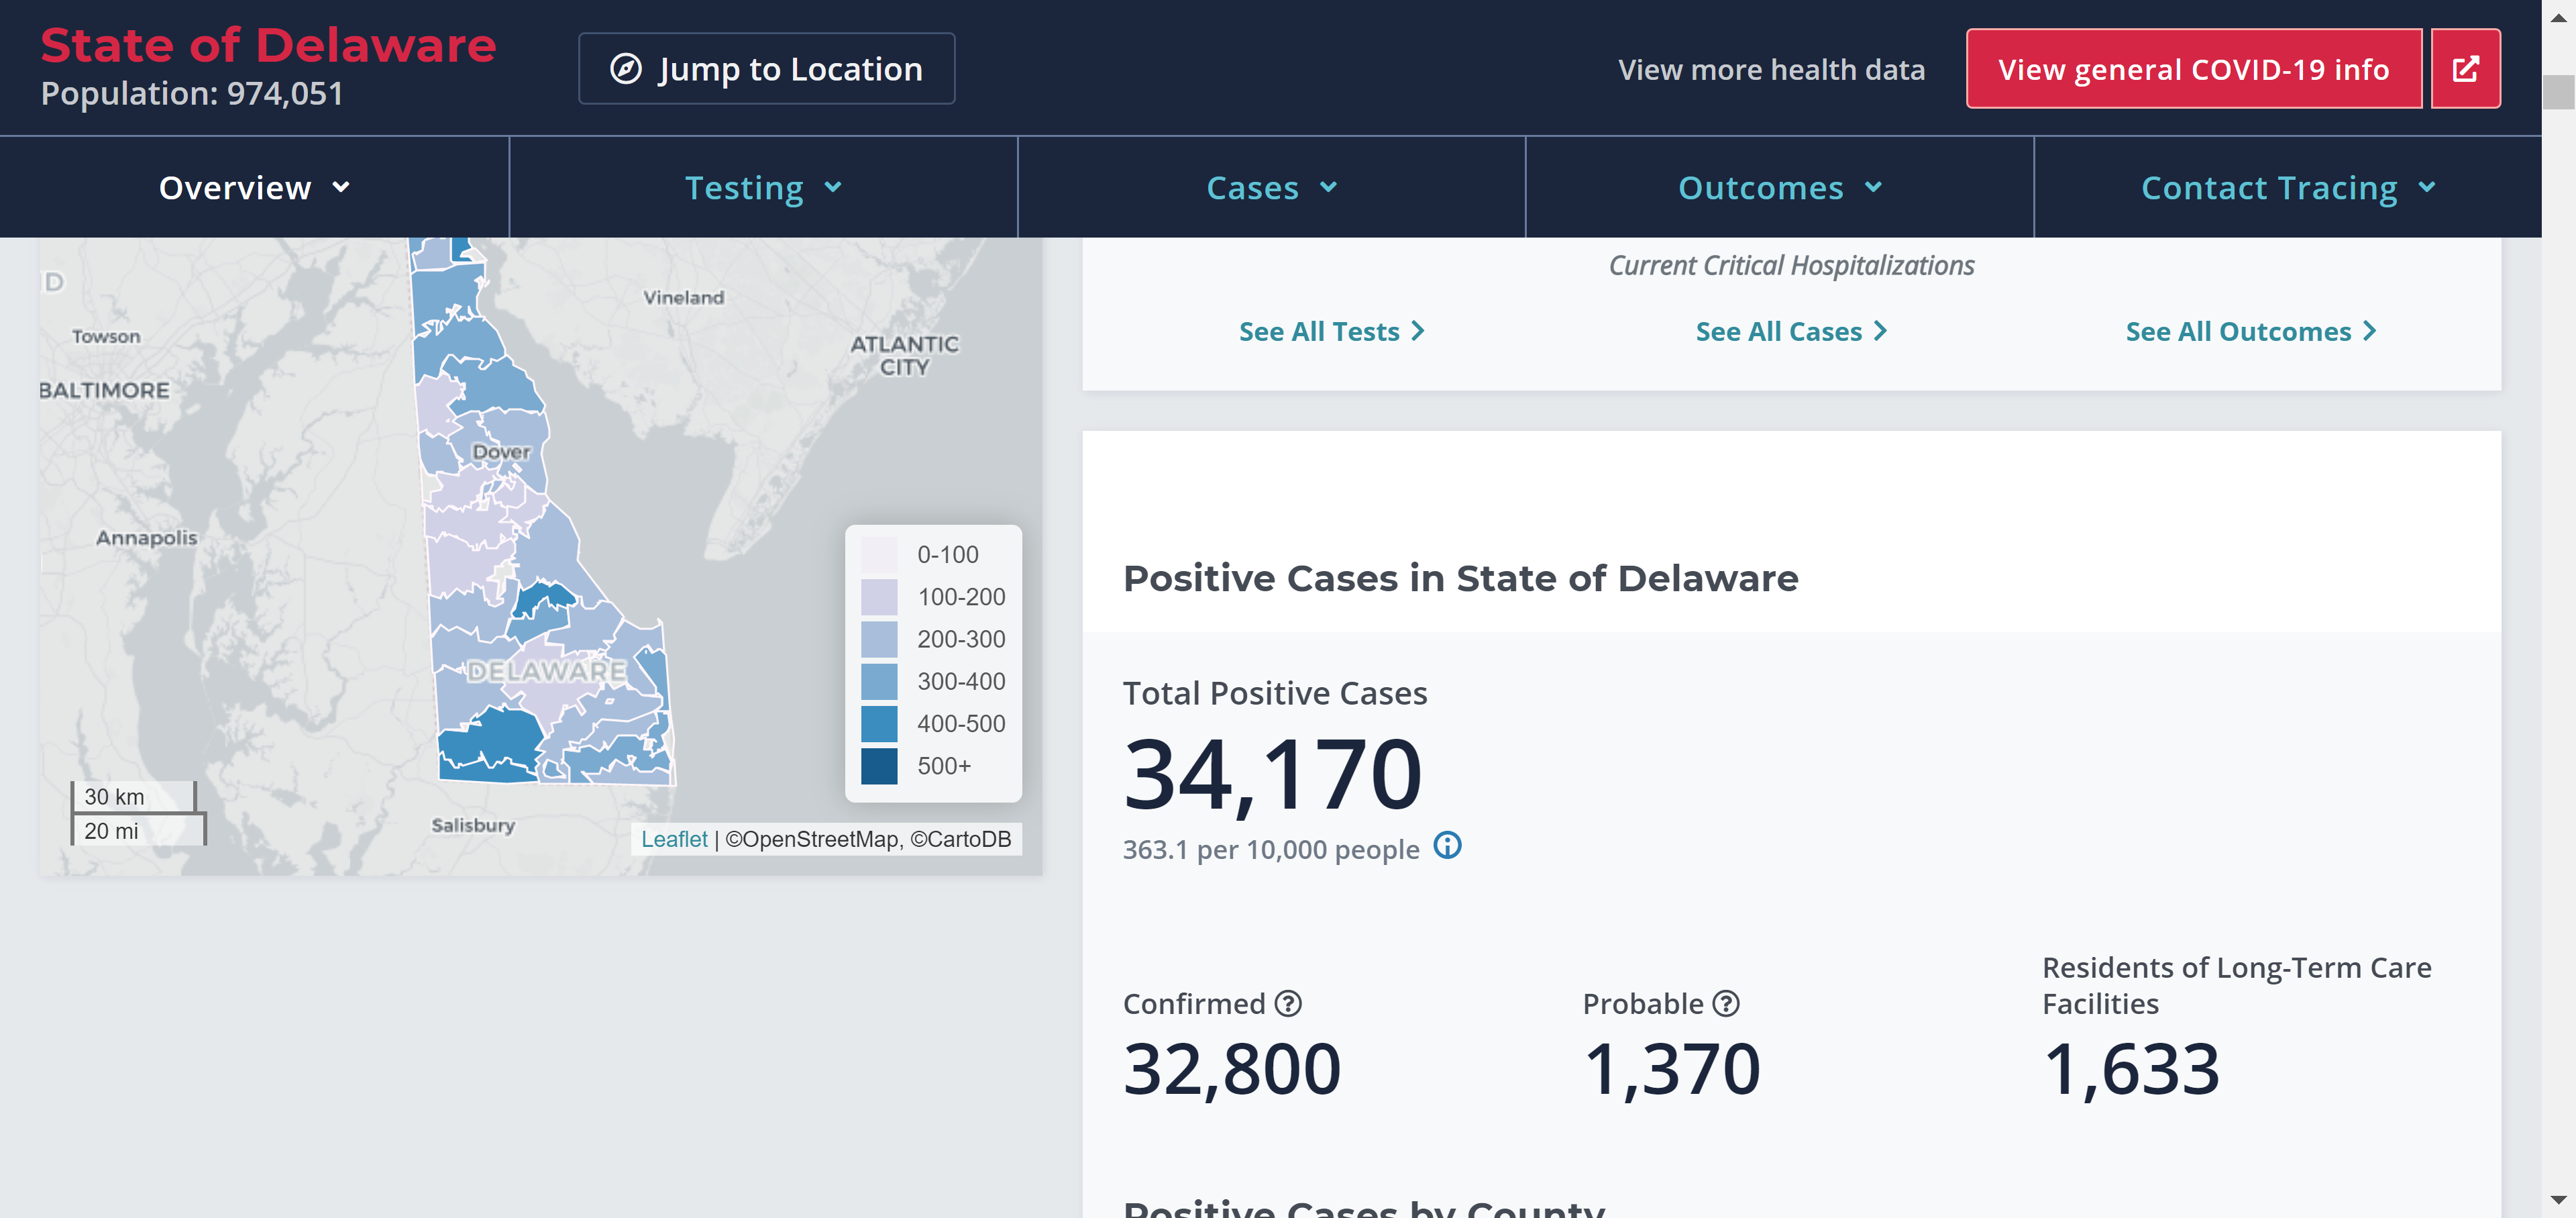 State of Delaware
Population: 974,051
Jump to Location
View more health data
View general COVID-19 info
Overview
Testing
Cases
Outcomes
Contact Tracing
D
Towson
BALTIMORE
Annapolis
Vineland
ATLANTIC
CITY
Dover
DELAWARE
Salisbury
0-100
100-200
200-300
300-400
400-500
500+
30 km
20 mi
Leaflet | ©OpenStreetMap, ©CartoDB
Current Critical Hospitalizations
See All Tests
See All Cases
See All Outcomes
Positive Cases in State of Delaware
Total Positive Cases
34,170
363.1 per 10,000 people
Confirmed
32,800
Probable
1,370
Residents of Long-Term Care
Facilities
1,633
Positive Cases by County